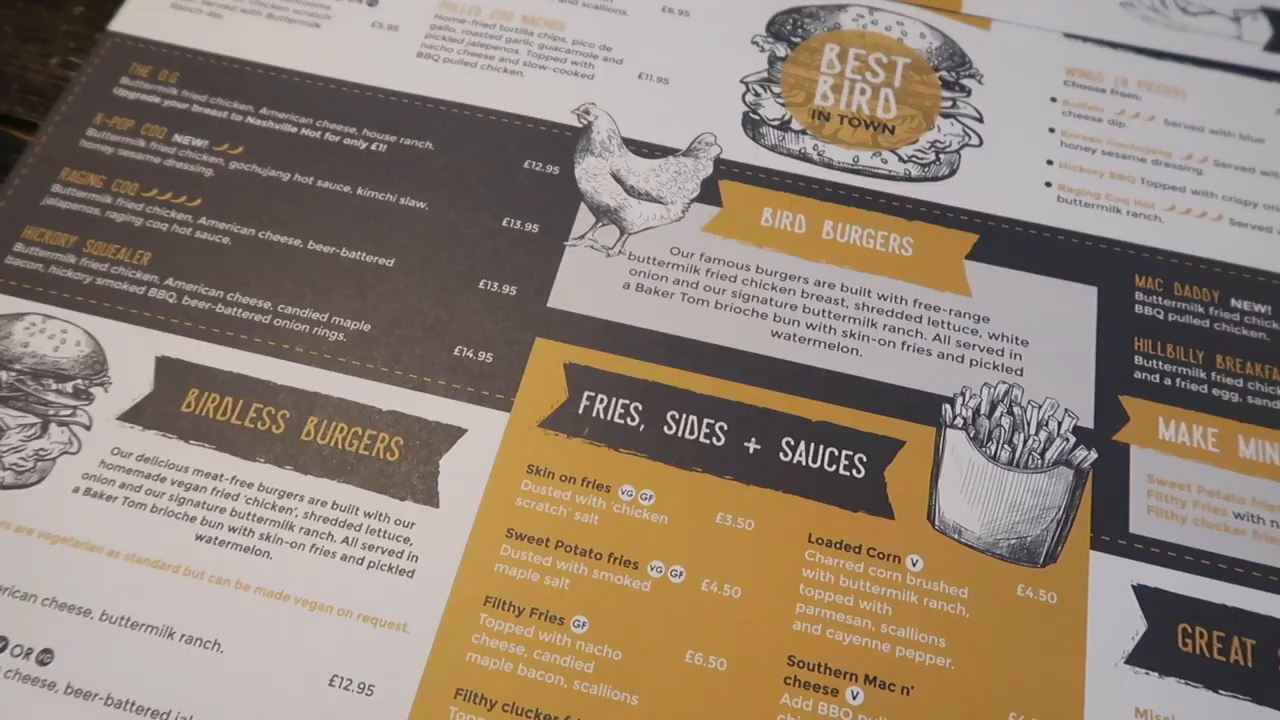 £5.95
Home-fried tortilla chips, pico de
gallo, roasted garlic guacamole and
pickled jalepenos. Topped with
nacho cheese and slow-cooked
BBQ pulled chicken.
£6.95
£11.95
THE O.G
Buttermilk fried chicken, American cheese, house ranch.
Upgrade your breast to Nashville Hot for only £1!
£12.95
K-POP COQ NEW!
Buttermilk fried chicken, gochujang hot sauce, kimchi slaw,
honey sesame dressing.
£13.95
RAGING COQ
Buttermilk fried chicken, American cheese, beer-battered
jalapenos, raging coq hot sauce.
£13.95
HICKORY SQUEALER
Buttermilk fried chicken, American cheese, candied maple
bacon, hickory smoked BBQ, beer-battered onion rings.
£14.95
BEST
BIRD
IN TOWN
Choose from:
Buffalo Served with blue
cheese dip.
Korean Gochujang Served
honey sesame dressing.
Hickory BBQ Topped with crispy
Raging Coq Hot Served
buttermilk ranch.
BIRD BURGERS
Our famous burgers are built with free-range
buttermilk fried chicken breast, shredded lettuce, white
onion and our signature buttermilk ranch. All served in
a Baker Tom brioche bun with skin-on fries and pickled
watermelon.
MAC DADDY NEW!
Buttermilk fried
BBQ pulled chicken.
HILLBILLY
Buttermilk fried
and a fried egg,
MAKE
Sweet Potato
Filthy Fries with
Filthy clucker
BIRDLESS BURGERS
Our delicious meat-free burgers are built with our
homemade vegan fried 'chicken', shredded lettuce,
onion and our signature buttermilk ranch. All served in
a Baker Tom brioche bun with skin-on fries and pickled
watermelon.
are vegetarian as standard but can be made vegan on request.
cheese, buttermilk ranch.
OR VG
£12.95
cheese, beer-battered
FRIES, SIDES + SAUCES
Skin on fries VG GF
Dusted with 'chicken
scratch' salt
£3.50
Sweet Potato fries VG GF
Dusted with smoked
maple salt
£4.50
Filthy Fries GF
Topped with nacho
cheese, candied
maple bacon, scallions
£6.50
Filthy clucker
Loaded Corn V
Charred corn brushed
with buttermilk ranch,
topped with
parmesan, scallions
and cayenne pepper.
£4.50
Southern Mac n'
cheese V
Add BBQ
GREAT